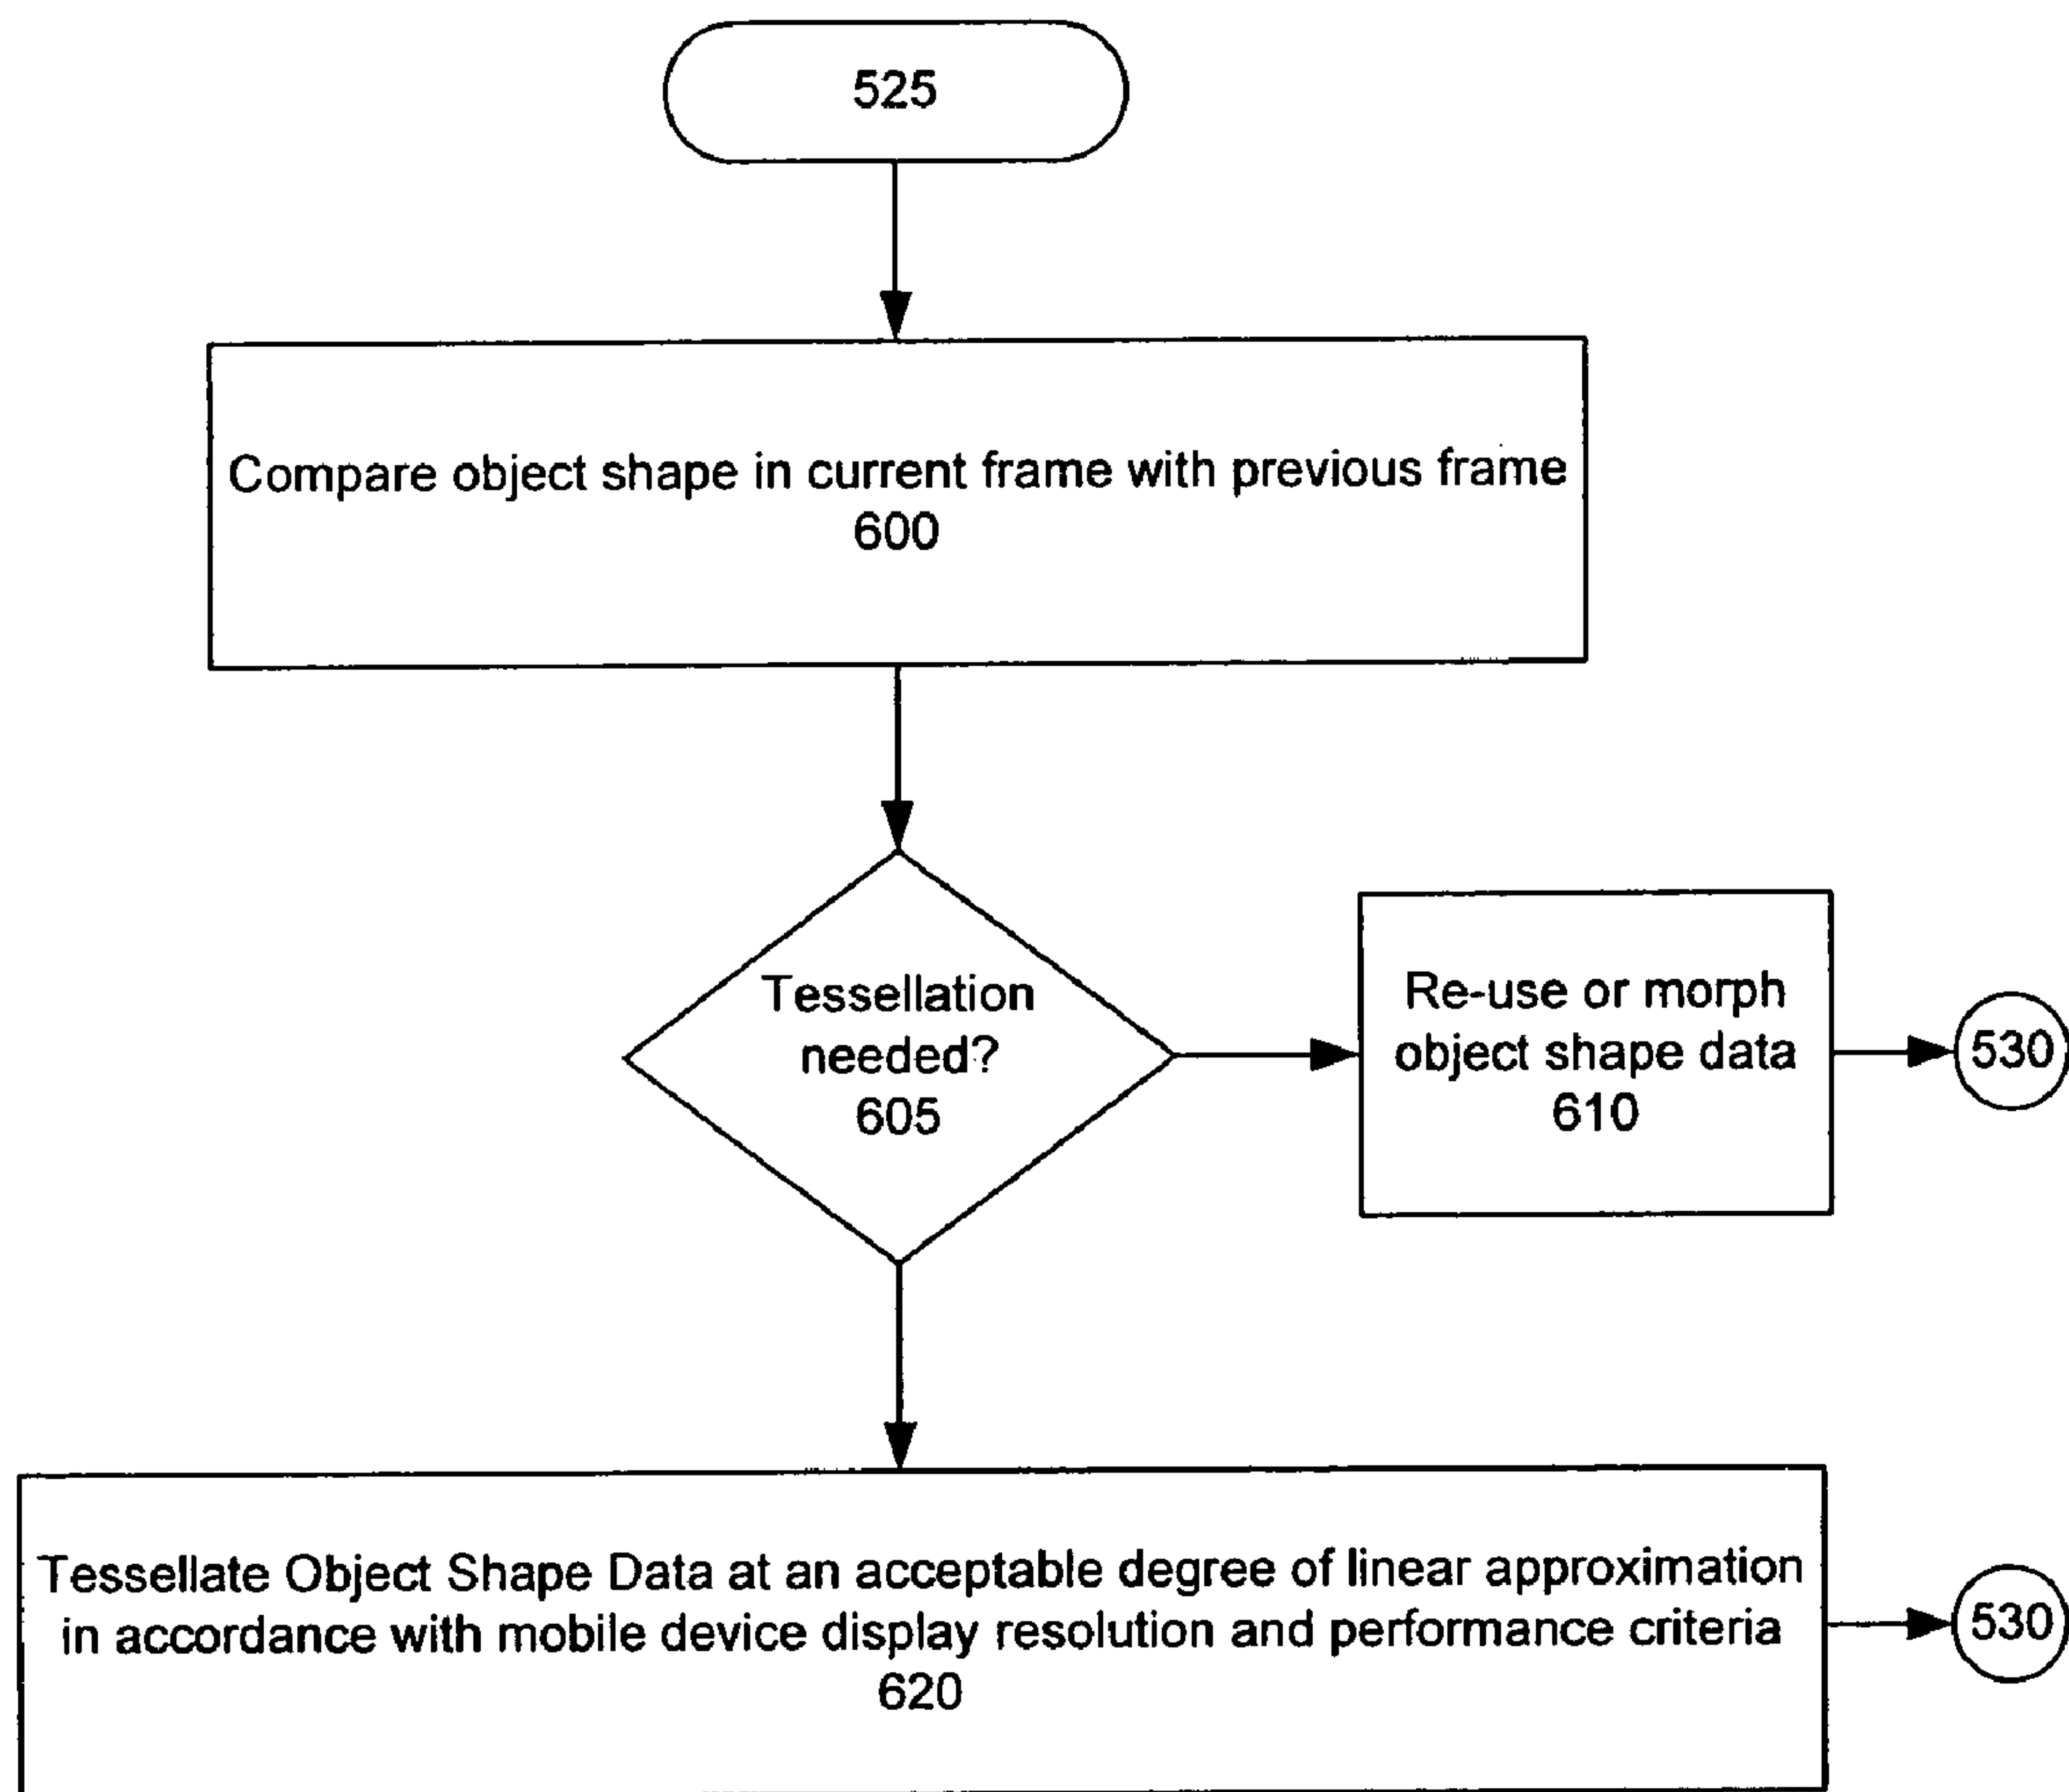 525
Compare object shape in current frame with previous frame
600
Tessellation
needed?
605
Re-use or morph
object shape data
610
530
Tessellate Object Shape Data at an acceptable degree of linear approximation
in accordance with mobile device display resolution and performance criteria
620
530